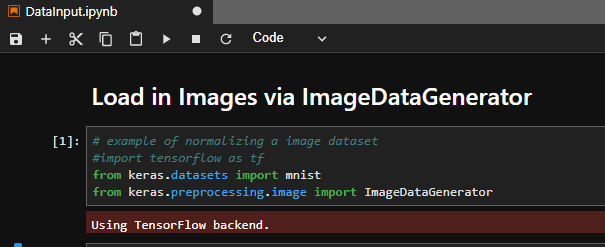 DataInput.ipynb
Code
Load in Images via ImageDataGenerator
[1]:
# example of normalizing a image dataset
#import tensorflow as tf
from keras.datasets import mnist
from keras.preprocessing.image import ImageDataGenerator
Using TensorFlow backend.